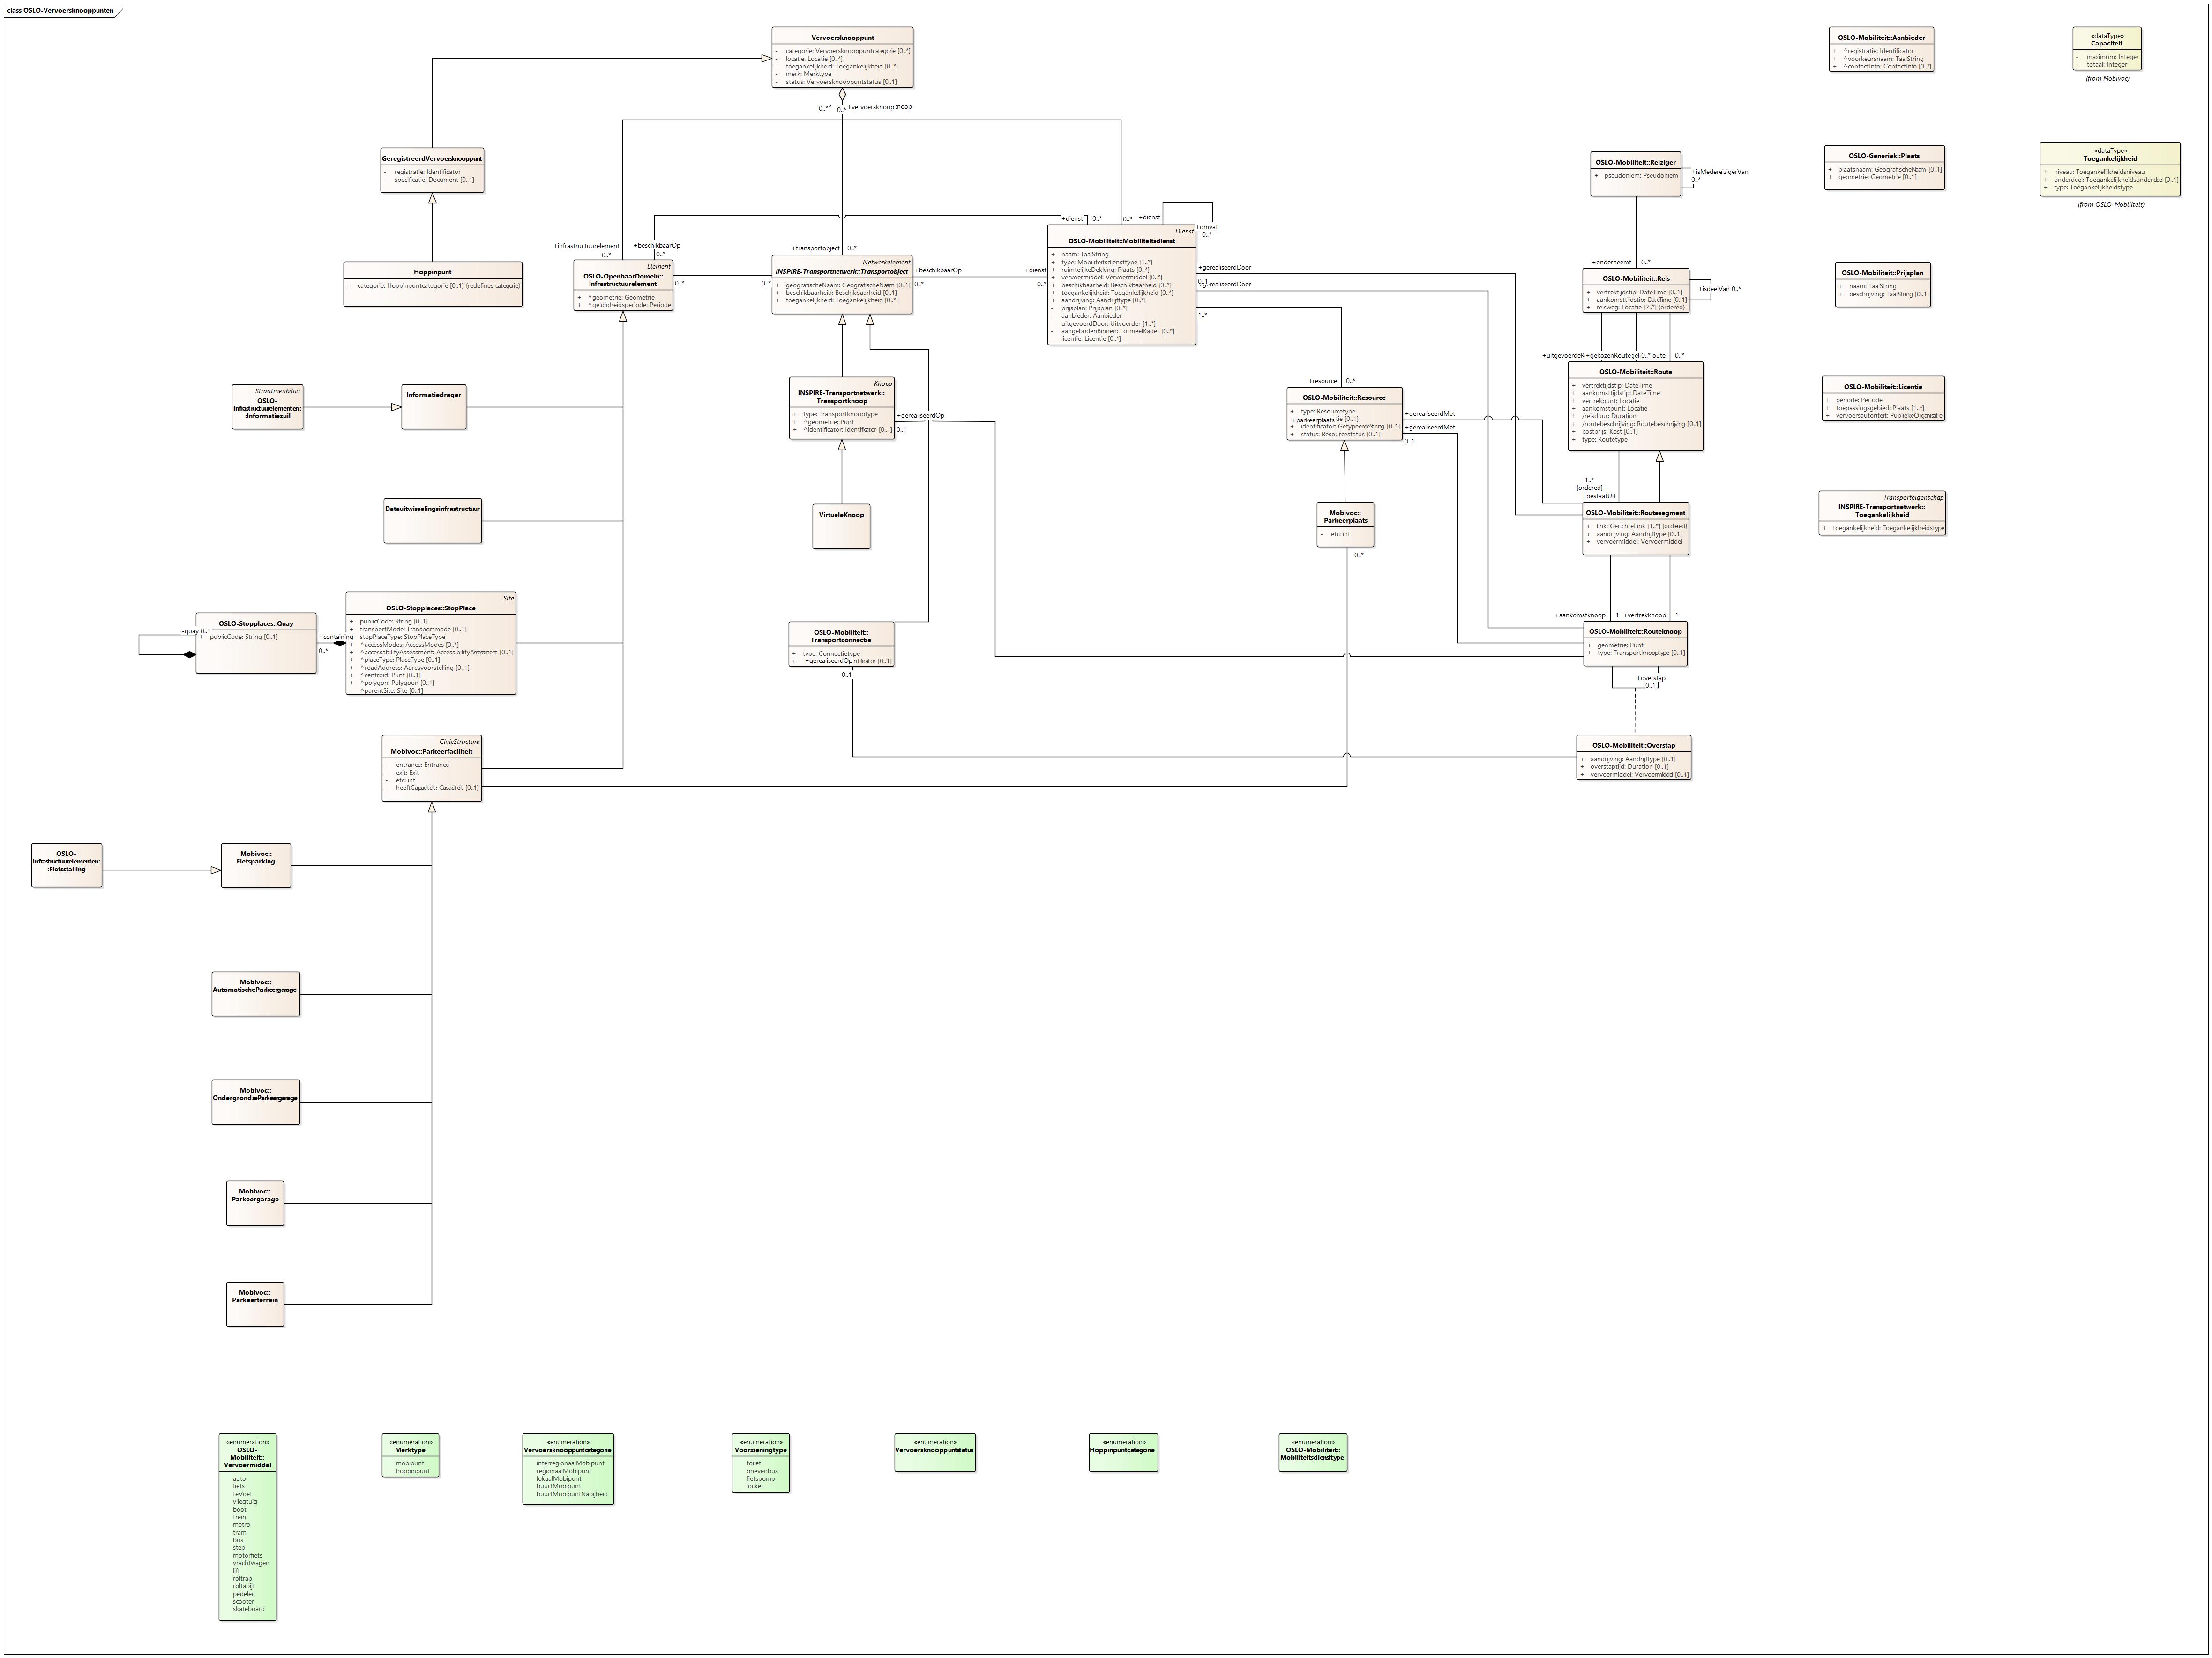 class OSLO-Vervoersknooppunten
Vervoersknooppunt
- categorie: Vervoersknooppuntcategorie [0..*]
- locatie: Locatie [0..*]
- toegankelijkheid: Toegankelijkheid [0..*]
- merk: Merktype
- status: Vervoersknooppuntstatus [0..1]
0..*
0..*
OSLO-Mobiliteit::Aanbieder
+ ^registratie: Identificator
+ ^voorkeursnaam: TaalString
+ ^contactInfo: ContactInfo [0..*]
«dataType»
Capaciteit
- maximum: Integer
- totaal: Integer
(from Mobivoc)
GeregistreerdVervoersknooppunt
- registratie: Identificator
- specificatie: Document [0..1]
OSLO-Mobiliteit::Reiziger
+ pseudoniem: Pseudoniem
+isMedereizigerVan
0..*
OSLO-Generiek::Plaats
+ plaatsnaam: GeografischeNaam [0..1]
+ geometrie: Geometrie [0..1]
«dataType»
Toegankelijkheid
+ niveau: Toegankelijkheidsniveau
+ onderdeel: Toegankelijkheidsonderdeel [0..1]
+ type: Toegankelijkheidstype
(from OSLO-Mobiliteit)
Hoppinpunt
- categorie: Hoppinpuntcategorie [0..1] {redefines categorie}
+infrastructuurelement
0..*
+beschikbaarOp
0..*
Element
OSLO-OpenbaarDomein::
Infrastructuurelement
+ ^geometrie: Geometrie
+ ^geldigheidsperiode: Periode
0..*
0..*
+transportobject 0..*
Netwerkelement
INSPIRE-Transportnetwerk::Transportobject
+ geografischeNaam: GeografischeNaam [0..1]
+ beschikbaarheid: Beschikbaarheid [0..1]
+ toegankelijkheid: Toegankelijkheid [0..*]
+beschikbaarOp
0..*
+dienst
0..*
+dienst 0..*
0..*
+dienst
+omvat
0..*
Dienst
OSLO-Mobiliteit::Mobiliteitsdienst
+ naam: TaalString
+ type: Mobiliteitsdiensttype [1..*]
+ ruimtelijkeDekking: Plaats [0..*]
+ vervoermiddel: Vervoermiddel [0..*]
+ beschikbaarheid: Beschikbaarheid [0..*]
+ toegankelijkheid: Toegankelijkheid [0..*]
+ aandrijving: Aandrijftype [0..*]
- prijsplan: Prijsplan [0..*]
- aanbieder: Aanbieder
- uitgevoerdDoor: Uitvoerder [1..*]
- aangebodenBinnen: FormeelKader [0..*]
- licentie: Licentie [0..*]
+gerealiseerdDoor
0..1
1..*
+onderneemt 0..*
OSLO-Mobiliteit::Reis
+ vertrektijdstip: DateTime [0..1]
+ aankomsttijdstip: DateTime [0..1]
+ reisweg: Locatie [2..*] {ordered}
+isdeelVan 0..*
OSLO-Mobiliteit::Prijsplan
+ naam: TaalString
+ beschrijving: TaalString [0..1]
0..*
OSLO-Mobiliteit::Route
+ vertrektijdstip: DateTime
+ aankomsttijdstip: DateTime
+ vertrekpunt: Locatie
+ aankomstpunt: Locatie
+ /reisduur: Duration
+ /routebeschrijving: Routebeschrijving [0..1]
+ kostprijs: Kost [0..1]
+ type: Routetype
OSLO-Mobiliteit::Licentie
+ periode: Periode
+ toepassingsgebied: Plaats [1..*]
+ vervoersautoriteit: PubliekeOrganisatie
Straatmeubilair
OSLO-
Infrastructuurelementen:
:Informatiezuil
Informatiedrager
Knoop
INSPIRE-Transportnetwerk::
Transportknoop
+ type: Transportknooptype
+ ^geometrie: Punt
+ ^identificator: Identificator [0..1]
+gerealiseerdOp
0..1
+resource 0..*
OSLO-Mobiliteit::Resource
+ type: Resourcetype
+parkeerplaats
+ identificator: GetypeerdeString [0..1]
+ status: Resourcestatus [0..1]
+gerealiseerdMet
+gerealiseerdMet
0..1
1..*
{ordered}
+bestaatUit
OSLO-Mobiliteit::Routesegment
+ link: GerichteLink [1..*] {ordered}
+ aandrijving: Aandrijftype [0..1]
+ vervoermiddel: Vervoermiddel
Transporteigenschap
INSPIRE-Transportnetwerk::
Toegankelijkheid
+ toegankelijkheid: Toegankelijkheidstype
Datauitwisselingsinfrastructuur
VirtueleKnoop
Mobivoc::
Parkeerplaats
- etc: int
0..*
OSLO-Stopplaces::Quay
+ publicCode: String [0..1]
-quay 0..1
+containing
0..*
Site
OSLO-Stopplaces::StopPlace
+ publicCode: String [0..1]
+ transportMode: Transportmode [0..1]
stopPlaceType: StopPlaceType
+ ^accessModes: AccessModes [0..*]
+ ^accessabilityAssessment: AccessibilityAssesment [0..1]
+ ^placeType: PlaceType [0..1]
+ ^roadAddress: Adresvoorstelling [0..1]
+ ^centroid: Punt [0..1]
+ ^polygon: Polygoon [0..1]
- ^parentSite: Site [0..1]
OSLO-Mobiliteit::
Transportconnectie
+ type: Connectietype
+gerealiseerdOp
0..1
+aankomstknoop 1 +vertrekknoop 1
OSLO-Mobiliteit::Routeknoop
+ geometrie: Punt
+ type: Transportknooptype [0..1]
+overstap
0..1
OSLO-Mobiliteit::Overstap
+ aandrijving: Aandrijftype [0..1]
+ overstaptijd: Duration [0..1]
+ vervoermiddel: Vervoermiddel [0..1]
CivicStructure
Mobivoc::Parkeerfaciliteit
- entrance: Entrance
- exit: Exit
- etc: int
- heeftCapaciteit: Capaciteit [0..1]
OSLO-
Infrastructuurelementen:
:Fietsstalling
Mobivoc::
Fietsparking
Mobivoc::
AutomatischeParkeergarage
Mobivoc::
OndergrondseParkeergarage
Mobivoc::
Parkeergarage
Mobivoc::
Parkeerterrein
«enumeration»
OSLO-
Mobiliteit::
Vervoermiddel
auto
fiets
teVoet
vliegtuig
boot
trein
metro
tram
bus
step
motorfiets
vrachtwagen
lift
roltrap
roltapijt
pedelec
scooter
skateboard
«enumeration»
Merktype
mobipunt
hoppinpunt
«enumeration»
Vervoersknooppuntcategorie
interregionaalMobipunt
regionaalMobipunt
lokaalMobipunt
buurtMobipunt
buurtMobipuntNabijheid
«enumeration»
Voorzieningtype
toilet
brievenbus
fietspomp
locker
«enumeration»
Vervoersknooppuntstatus
«enumeration»
Hoppinpuntcategorie
«enumeration»
OSLO-Mobiliteit::
Mobiliteitsdiensttype